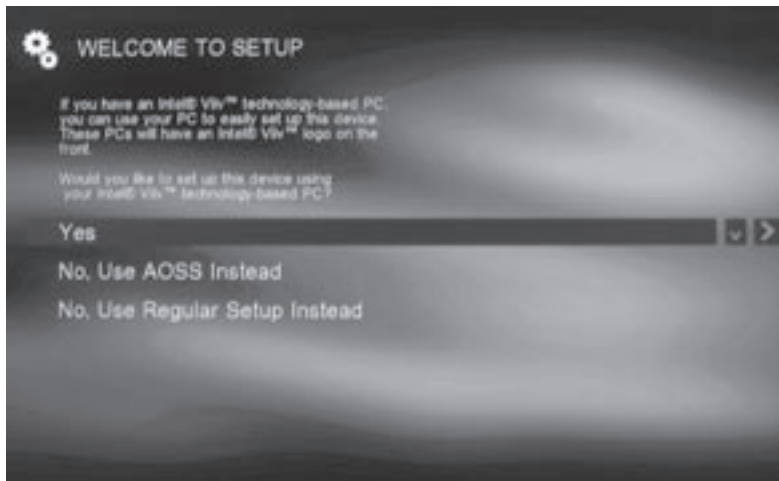 WELCOME TO SETUP
If you have an Intel® Viiv™ technology-based PC,
you can use your PC to easily set up this device.
These PCs will have an Intel® Viiv™ logo on the
front.
Would you like to set up this device using
your Intel® Viiv™ technology-based PC?
Yes
No, Use AOSS Instead
No, Use Regular Setup Instead